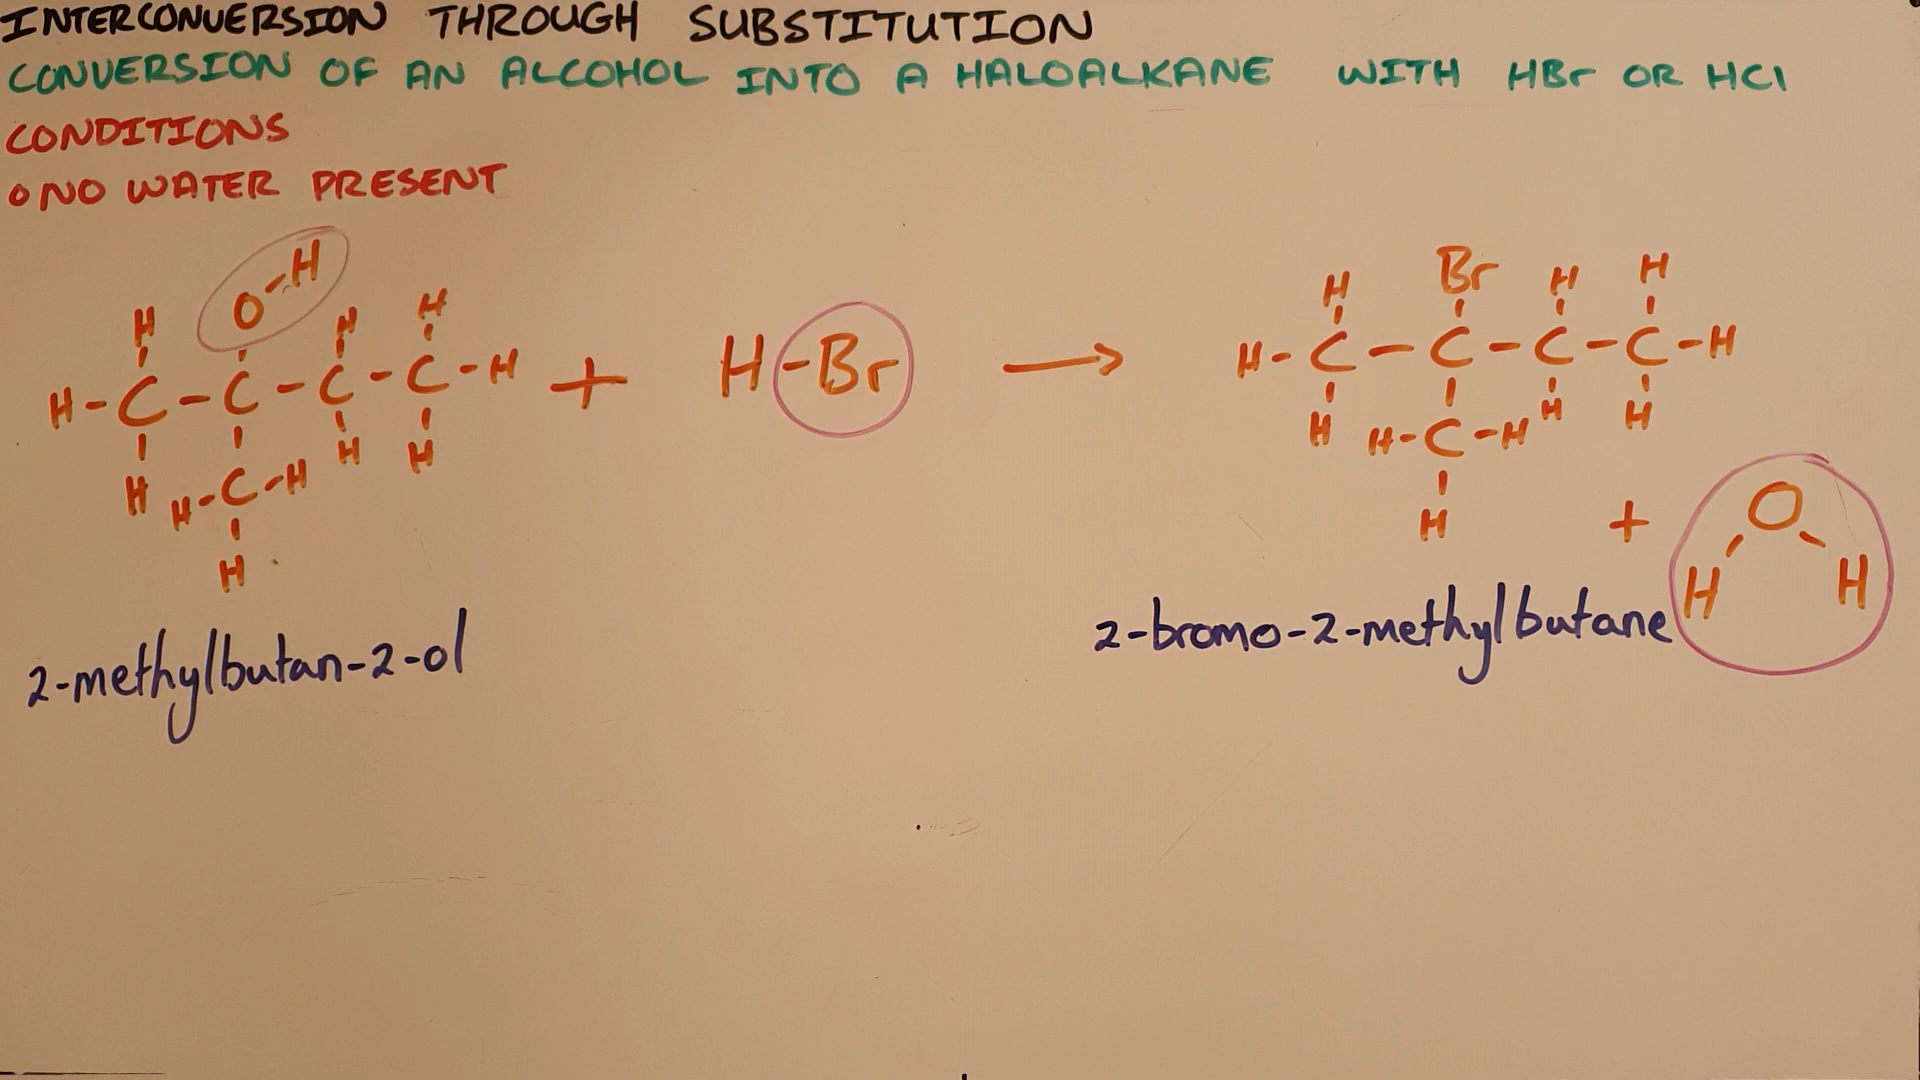 INTERCONVERSION THROUGH SUBSTITUTION
CONVERSION OF AN ALCOHOL INTO A HALOALKANE WITH HBr OR HCl
CONDITIONS
• NO WATER PRESENT
O-H
H H H
H-C-C-C-C-H + H-Br →
H H H
H-C-H
H
Br
H H H
H-C-C-C-C-H
H H H
H-C-H
H
+ O
H H
2-methylbutan-2-ol
2-bromo-2-methylbutane